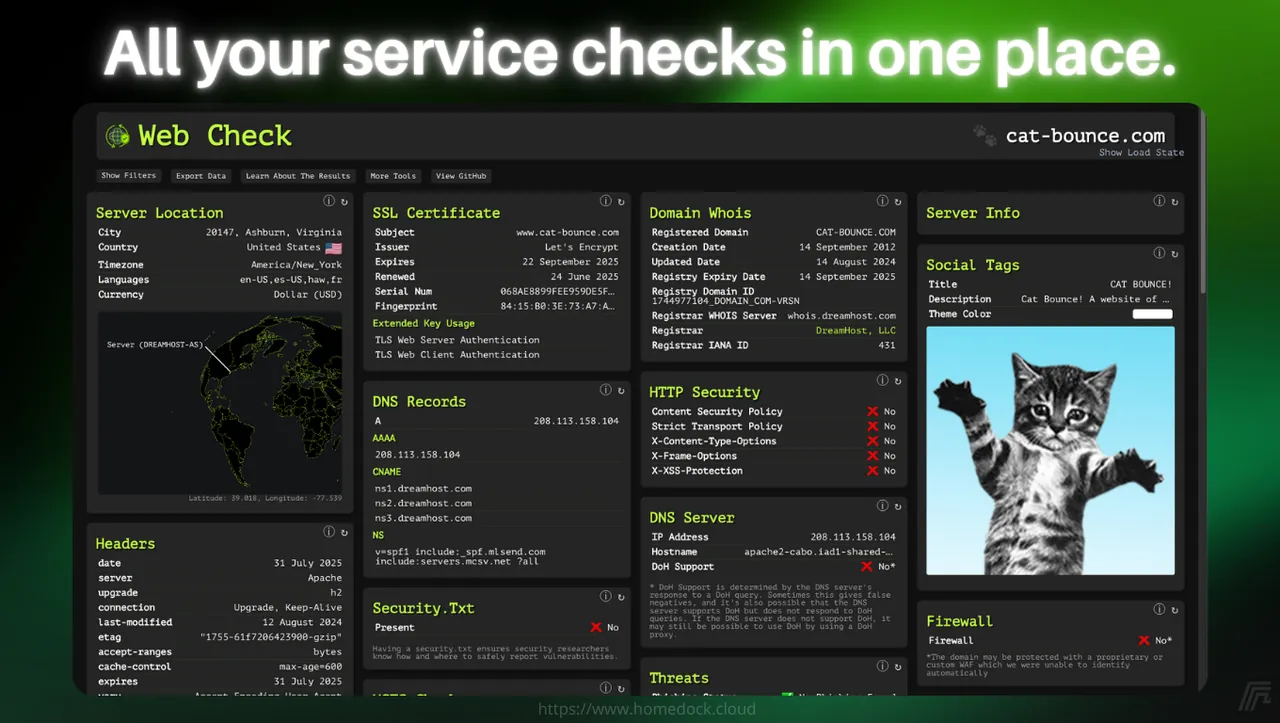 All your service checks in one place.
Web Check
cat-bounce.com
Show Load State
Show Filters
Export Data
Learn About The Results
More Tools
View GitHub
Server Location
City 20147, Ashburn, Virginia
Country United States
Timezone America/New_York
Languages en-US,es-US,haw,fr
Currency Dollar (USD)
Server (DREAMHOST-AS)
Latitude: 39.018, Longitude: -77.539
Headers
date 31 July 2025
server Apache
upgrade h2
connection Upgrade, Keep-Alive
last-modified 12 August 2024
etag "1755-61f7206423900-gzip"
accept-ranges bytes
cache-control max-age=600
expires 31 July 2025
SSL Certificate
Subject www.cat-bounce.com
Issuer Let's Encrypt
Expires 22 September 2025
Renewed 24 June 2025
Serial Num 068AE8899FEE959DE5F…
Fingerprint 84:15:B0:3E:73:A7:A…
Extended Key Usage
TLS Web Server Authentication
TLS Web Client Authentication
DNS Records
A 208.113.158.104
AAAA
208.113.158.104
CNAME
ns1.dreamhost.com
ns2.dreamhost.com
ns3.dreamhost.com
NS
v=spf1 include:_spf.mlsend.com
include:servers.mcsv.net ?all
Security.Txt
Present ❌ No
Having a security.txt ensures security researchers
know how and where to safely report vulnerabilities.
Domain Whois
Registered Domain CAT-BOUNCE.COM
Creation Date 14 September 2012
Updated Date 14 August 2024
Registry Expiry Date 14 September 2025
Registry Domain ID
1744977104_DOMAIN_COM-VRSN
Registrar WHOIS Server whois.dreamhost.com
Registrar DreamHost, LLC
Registrar IANA ID 431
HTTP Security
Content Security Policy ❌ No
Strict Transport Policy ❌ No
X-Content-Type-Options ❌ No
X-Frame-Options ❌ No
X-XSS-Protection ❌ No
DNS Server
IP Address 208.113.158.104
Hostname apache2-cabo.iad1-shared-…
DoH Support ❌ No*
* DoH Support is determined by the DNS server's
response to a DoH query. Sometimes this gives false
negatives, and it's also possible that the DNS
server supports DoH but does not respond to DoH
queries. If the DNS server does not support DoH, it
may still be possible to use DoH by using a DoH
proxy.
Threats
Server Info
Social Tags
Title CAT BOUNCE!
Description Cat Bounce! A website of …
Theme Color
Firewall
Firewall ❌ No*
*The domain may be protected with a proprietary or
custom WAF which we were unable to identify
automatically
https://www.homedock.cloud